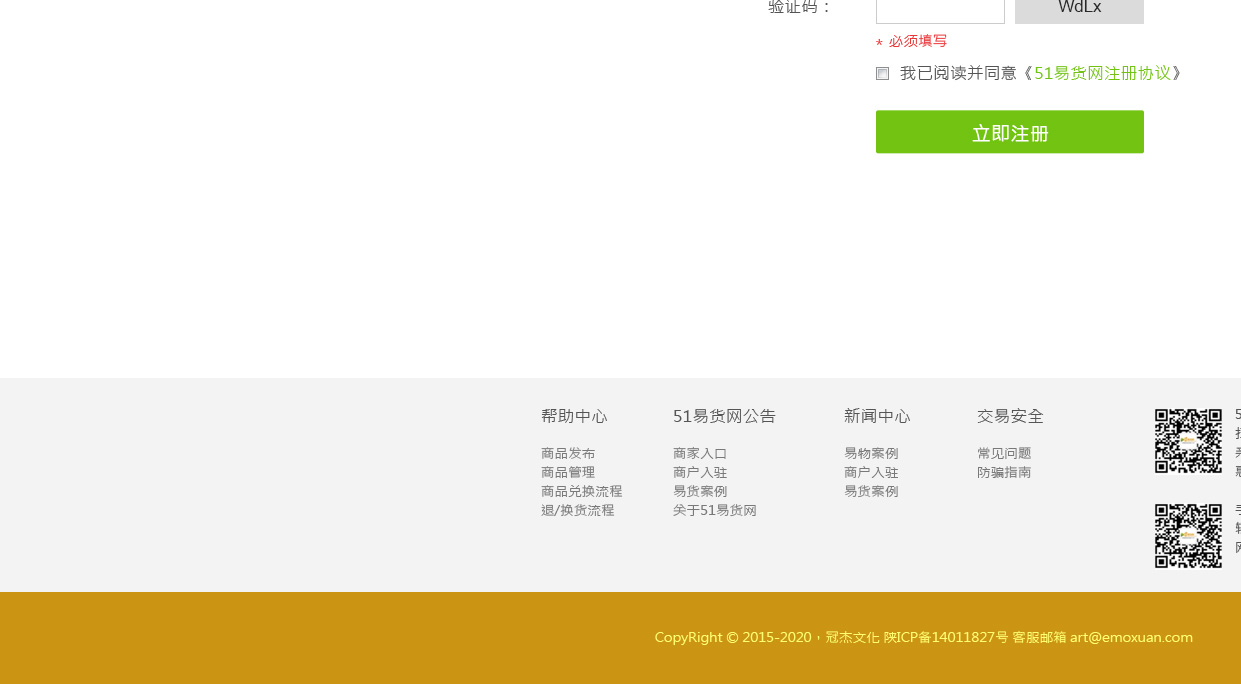 验证码：
WdLx
* 必须填写
我已阅读并同意《51易货网注册协议》
立即注册
帮助中心
商品发布
商品管理
商品兑换流程
退/换货流程
51易货网公告
商家入口
商户入驻
易货案例
关于51易货网
新闻中心
易物案例
商户入驻
易货案例
交易安全
常见问题
防骗指南
CopyRight © 2015-2020，冠杰文化 陕ICP备14011827号 客服邮箱 art@emoxuan.com